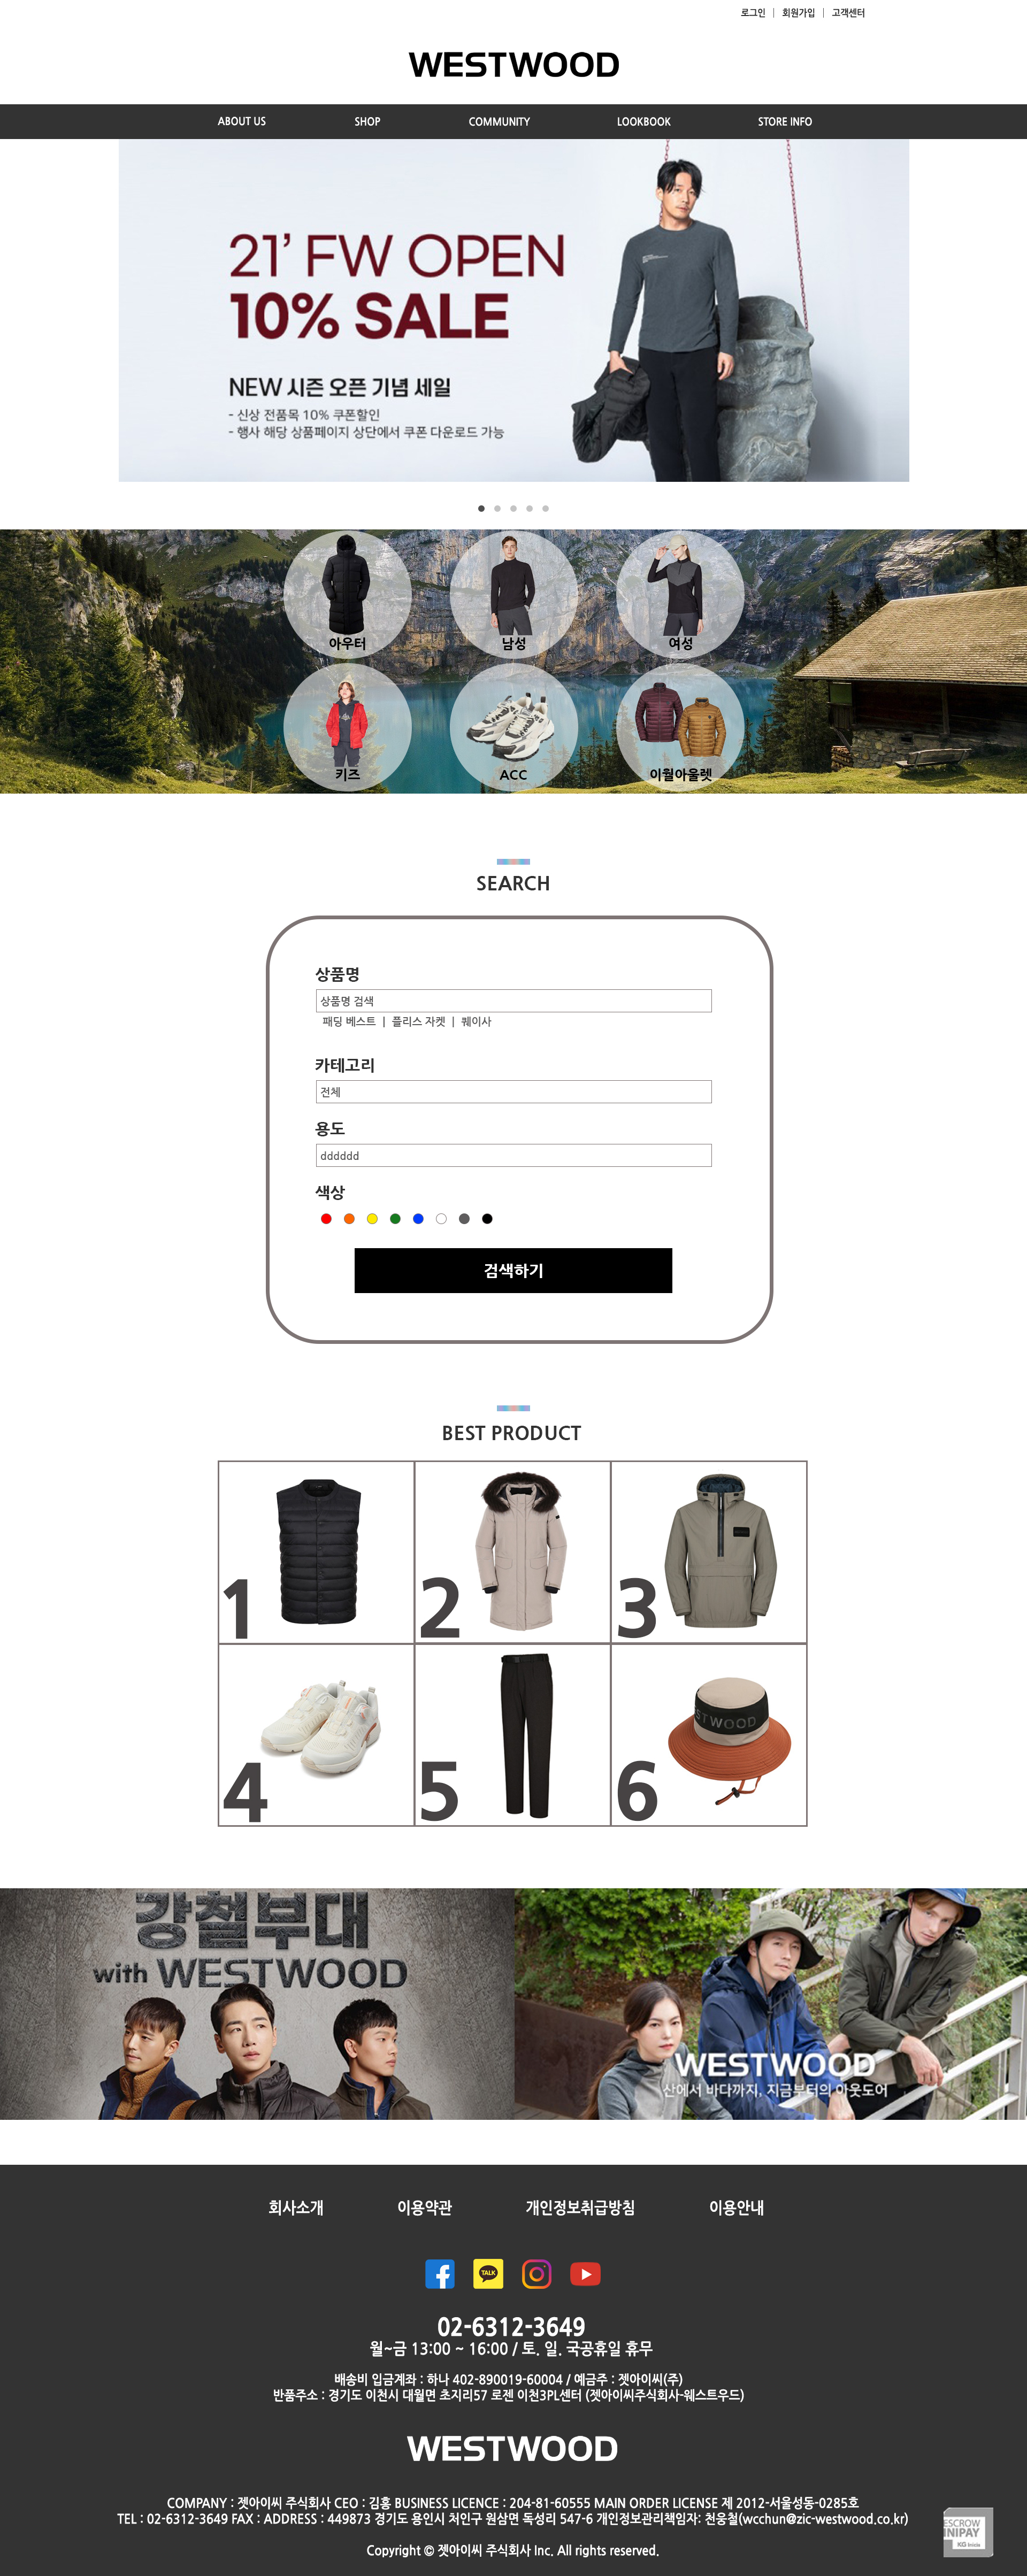 로그인 | 회원가입 | 고객센터
WESTWOOD
ABOUT US SHOP COMMUNITY LOOKBOOK STORE INFO
21’ FW OPEN
10% SALE
NEW 시즌 오픈 기념 세일
- 신상 전품목 10% 쿠폰할인
- 행사 해당 상품페이지 상단에서 쿠폰 다운로드 가능
아우터 남성 여성
키즈 ACC 이월아울렛
SEARCH
상품명
상품명 검색
패딩 베스트 | 플리스 자켓 | 퀘이사
카테고리
전체
용도
dddddd
색상
검색하기
BEST PRODUCT
1 2 3
STWOOD
4 5 6
강철부대
with WESTWOOD
WESTWOOD
산에서 바다까지, 지금부터의 아웃도어
회사소개 이용약관 개인정보취급방침 이용안내
TALK
02-6312-3649
월~금 13:00 ~ 16:00 / 토. 일. 국공휴일 휴무
배송비 입금계좌 : 하나 402-890019-60004 / 예금주 : 젯아이씨(주)
반품주소 : 경기도 이천시 대월면 초지리57 로젠 이천3PL센터 (젯아이씨주식회사-웨스트우드)
WESTWOOD
COMPANY : 젯아이씨 주식회사 CEO : 김홍 BUSINESS LICENCE : 204-81-60555 MAIN ORDER LICENSE 제 2012-서울성동-0285호
TEL : 02-6312-3649 FAX : ADDRESS : 449873 경기도 용인시 처인구 원삼면 독성리 547-6 개인정보관리책임자: 천웅철(wcchun@zic-westwood.co.kr)
ESCROW
INIPAY
KG Inicis
Copyright © 젯아이씨 주식회사 Inc. All rights reserved.